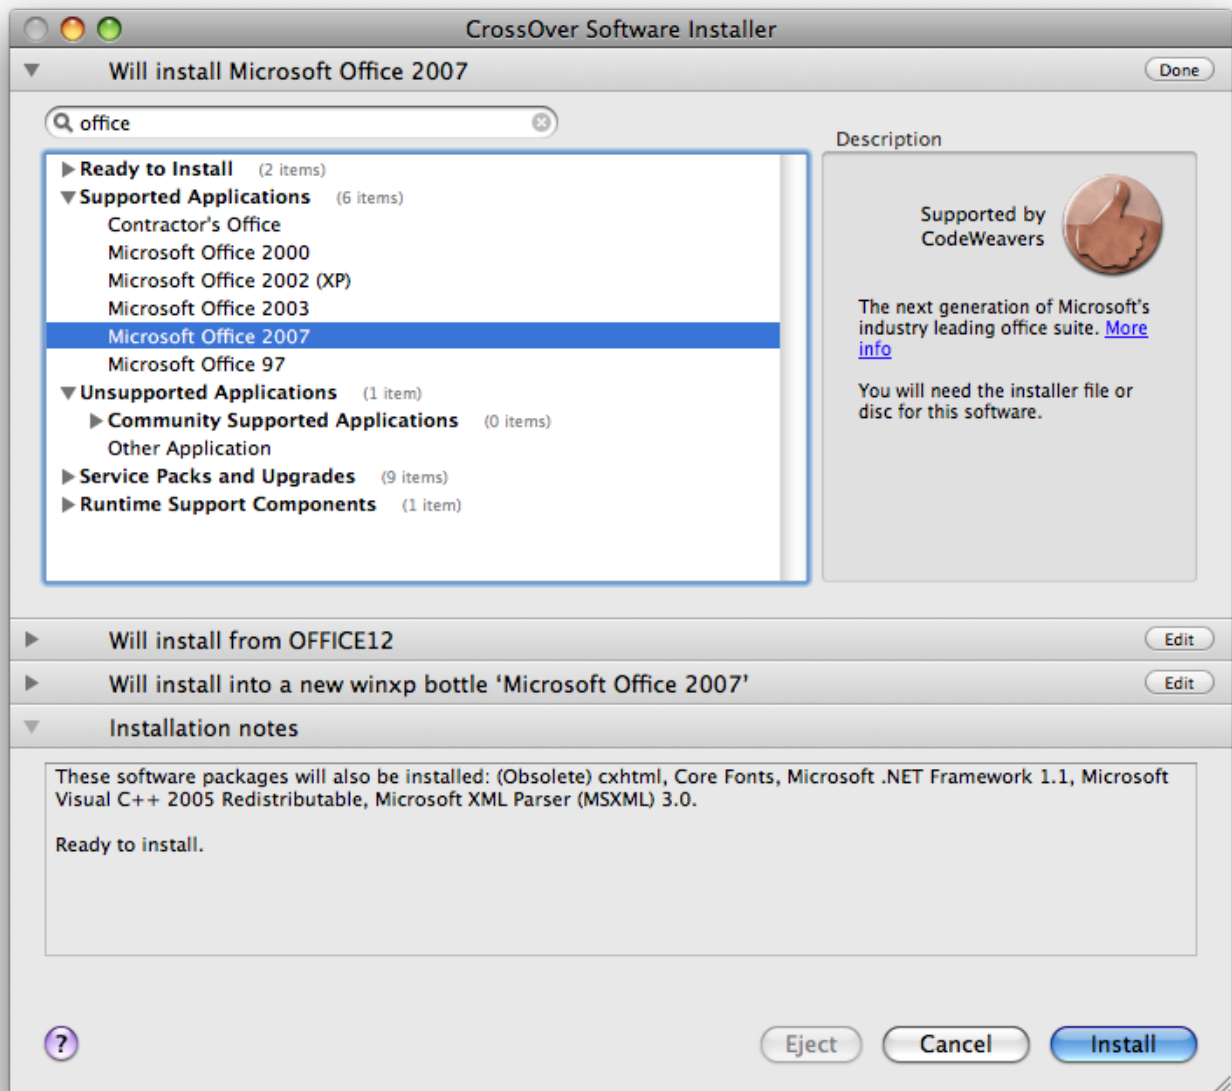 CrossOver Software Installer
Will install Microsoft Office 2007
Done
office
Ready to Install (2 items)
Supported Applications (6 items)
Contractor's Office
Microsoft Office 2000
Microsoft Office 2002 (XP)
Microsoft Office 2003
Microsoft Office 2007
Microsoft Office 97
Unsupported Applications (1 item)
Community Supported Applications (0 items)
Other Application
Service Packs and Upgrades (9 items)
Runtime Support Components (1 item)
Description
Supported by
CodeWeavers
The next generation of Microsoft's
industry leading office suite. More
info
You will need the installer file or
disc for this software.
Will install from OFFICE12
Edit
Will install into a new winxp bottle ‘Microsoft Office 2007’
Edit
Installation notes
These software packages will also be installed: (Obsolete) cxhtml, Core Fonts, Microsoft .NET Framework 1.1, Microsoft
Visual C++ 2005 Redistributable, Microsoft XML Parser (MSXML) 3.0.
Ready to install.
?
Eject
Cancel
Install